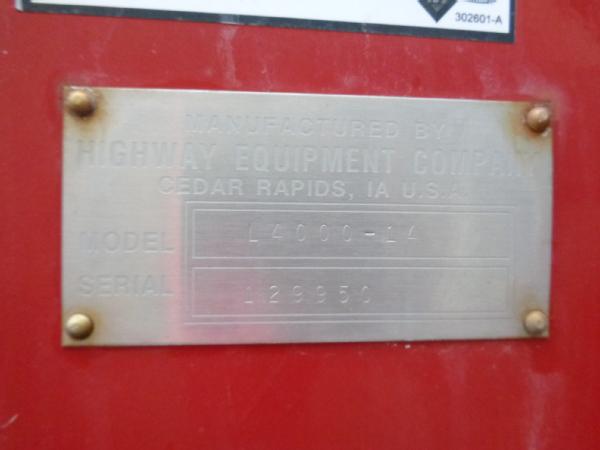 302601-A
MANUFACTURED BY
HIGHWAY EQUIPMENT COMPANY
CEDAR RAPIDS, IA U.S.A.
MODEL L4000-14
SERIAL 129950